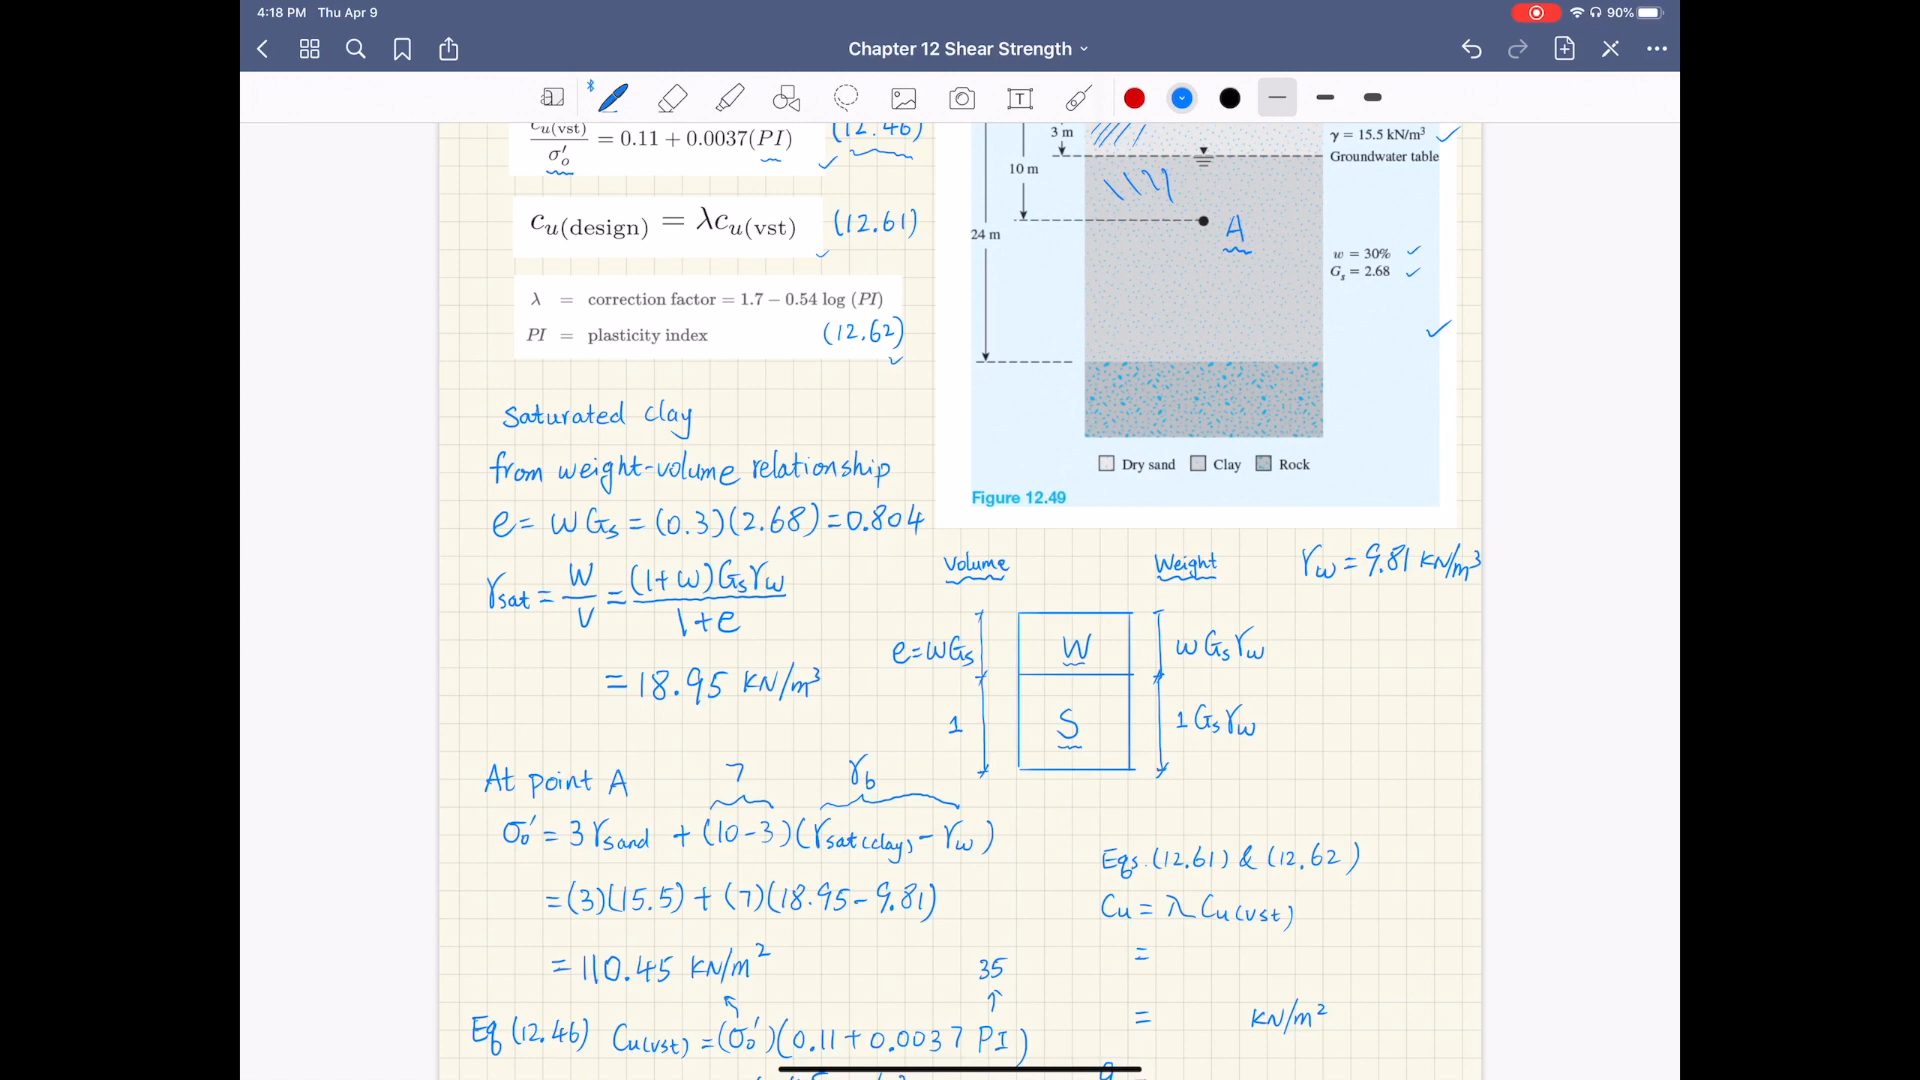 4:18 PM Thu Apr 9
90%
Chapter 12 Shear Strength
T
cu(vst)/σ′o = 0.11 + 0.0037(PI) (12.46)
cu(design) = λcu(vst) (12.61)
λ = correction factor = 1.7 − 0.54 log (PI)
PI = plasticity index (12.62)
3 m
10 m
24 m
A
γ = 15.5 kN/m³
Groundwater table
w = 30%
Gs = 2.68
Dry sand Clay Rock
Figure 12.49
Saturated clay
from weight-volume relationship
e = wGs = (0.3)(2.68) = 0.804
γsat = W/V = (1+w)Gsγw/1+e
= 18.95 kN/m³
Volume Weight γw = 9.81 kN/m³
e=wGs W wGsγw
1 S 1Gsγw
At point A 7 γb
σo′ = 3γsand + (10−3)(γsat(clay) − γw)
= (3)(15.5) + (7)(18.95 − 9.81)
= 110.45 kN/m²
35
Eq (12.46) Cu(vst) = (σo′)(0.11 + 0.0037 PI)
Eqs. (12.61) & (12.62)
Cu = λ Cu(vst)
=
= kN/m²